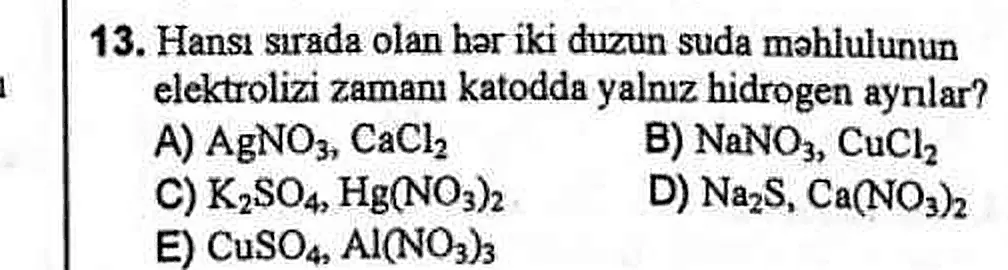 13. Hansı sırada olan hər iki duzun suda məhlulunun
elektrolizi zamanı katodda yalnız hidrogen ayrılar?
A) AgNO₃, CaCl₂ B) NaNO₃, CuCl₂
C) K₂SO₄, Hg(NO₃)₂ D) Na₂S, Ca(NO₃)₂
E) CuSO₄, Al(NO₃)₃